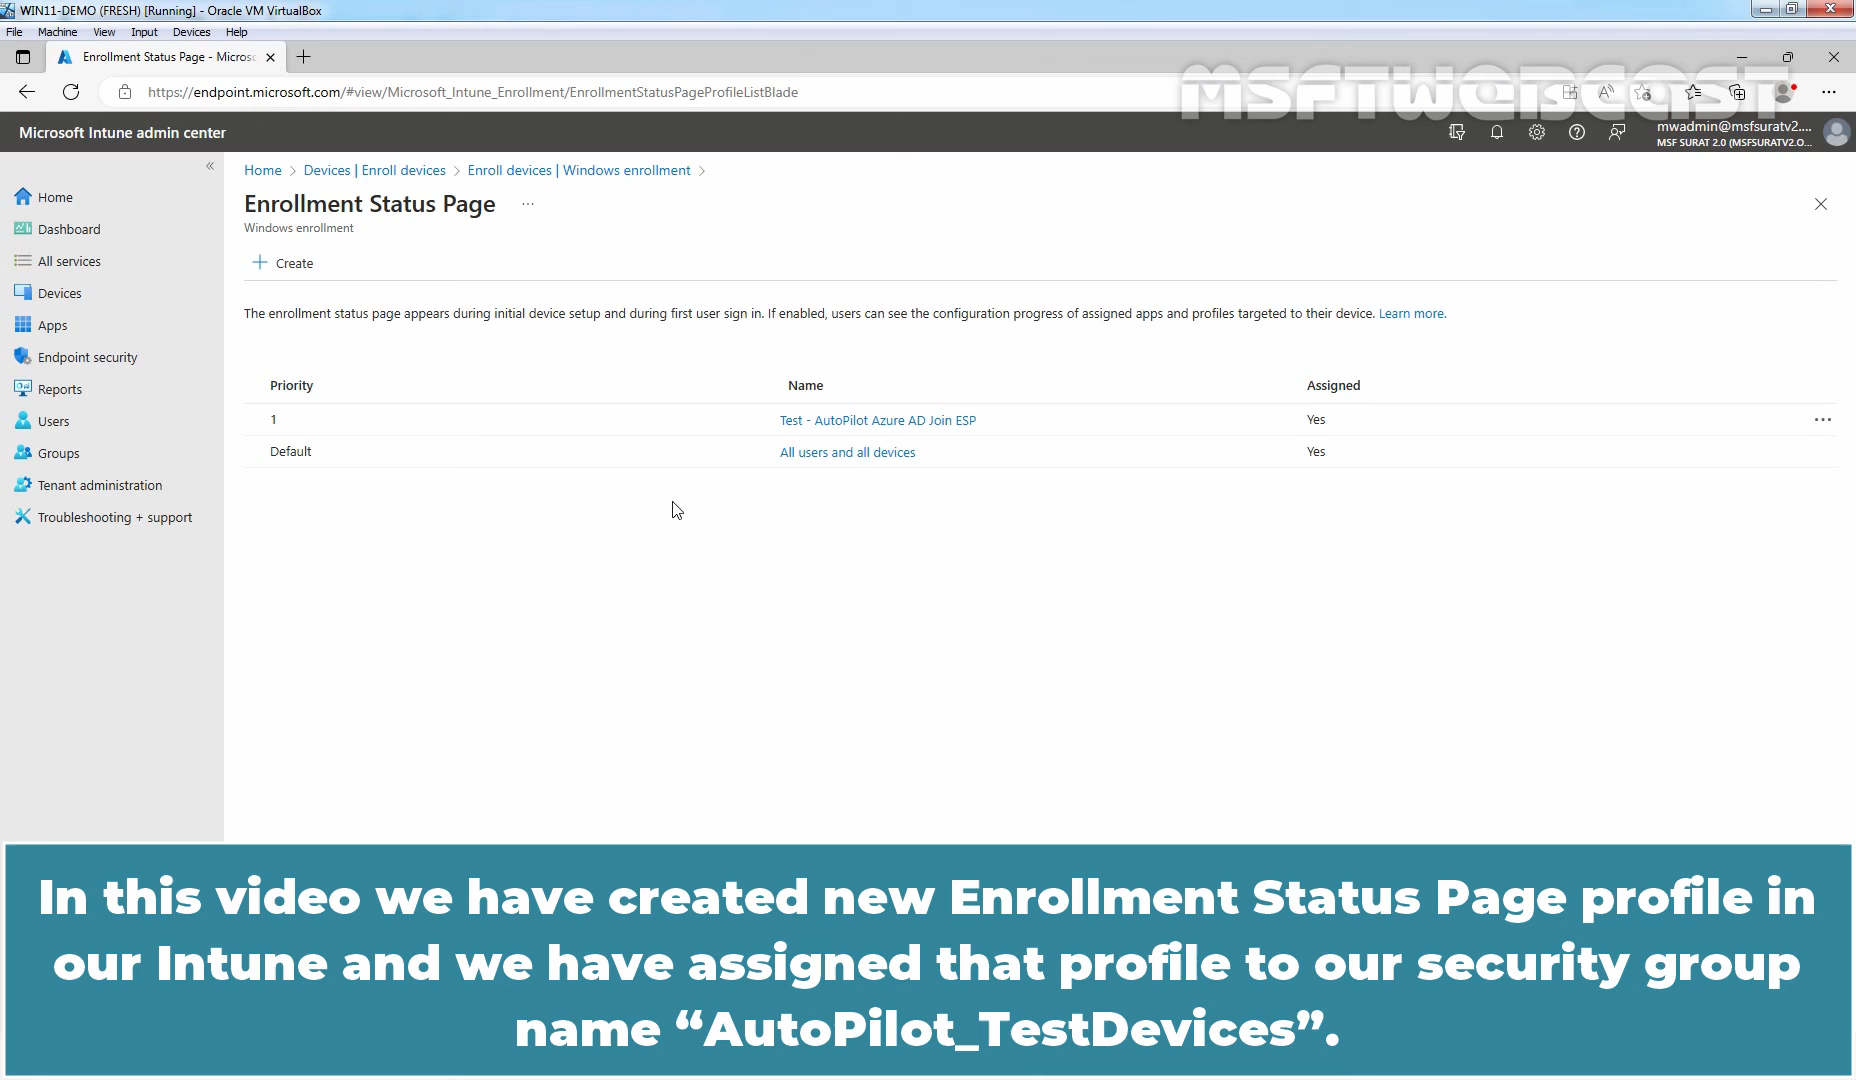 WIN11-DEMO (FRESH) [Running] - Oracle VM VirtualBox
File Machine View Input Devices Help
Enrollment Status Page - Micros
https://endpoint.microsoft.com/#view/Microsoft_Intune_Enrollment/EnrollmentStatusPageProfileListBlade
MSFTWEBCAST
Microsoft Intune admin center
mwadmin@msfsuratv2....
MSF SURAT 2.0 (MSFSURATV2.O...
Home > Devices | Enroll devices > Enroll devices | Windows enrollment >
Enrollment Status Page ...
Windows enrollment
+ Create
Home
Dashboard
All services
Devices
Apps
Endpoint security
Reports
Users
Groups
Tenant administration
Troubleshooting + support
The enrollment status page appears during initial device setup and during first user sign in. If enabled, users can see the configuration progress of assigned apps and profiles targeted to their device. Learn more.
Priority Name Assigned
1 Test - AutoPilot Azure AD Join ESP Yes ...
Default All users and all devices Yes
In this video we have created new Enrollment Status Page profile in
our Intune and we have assigned that profile to our security group
name “AutoPilot_TestDevices”.